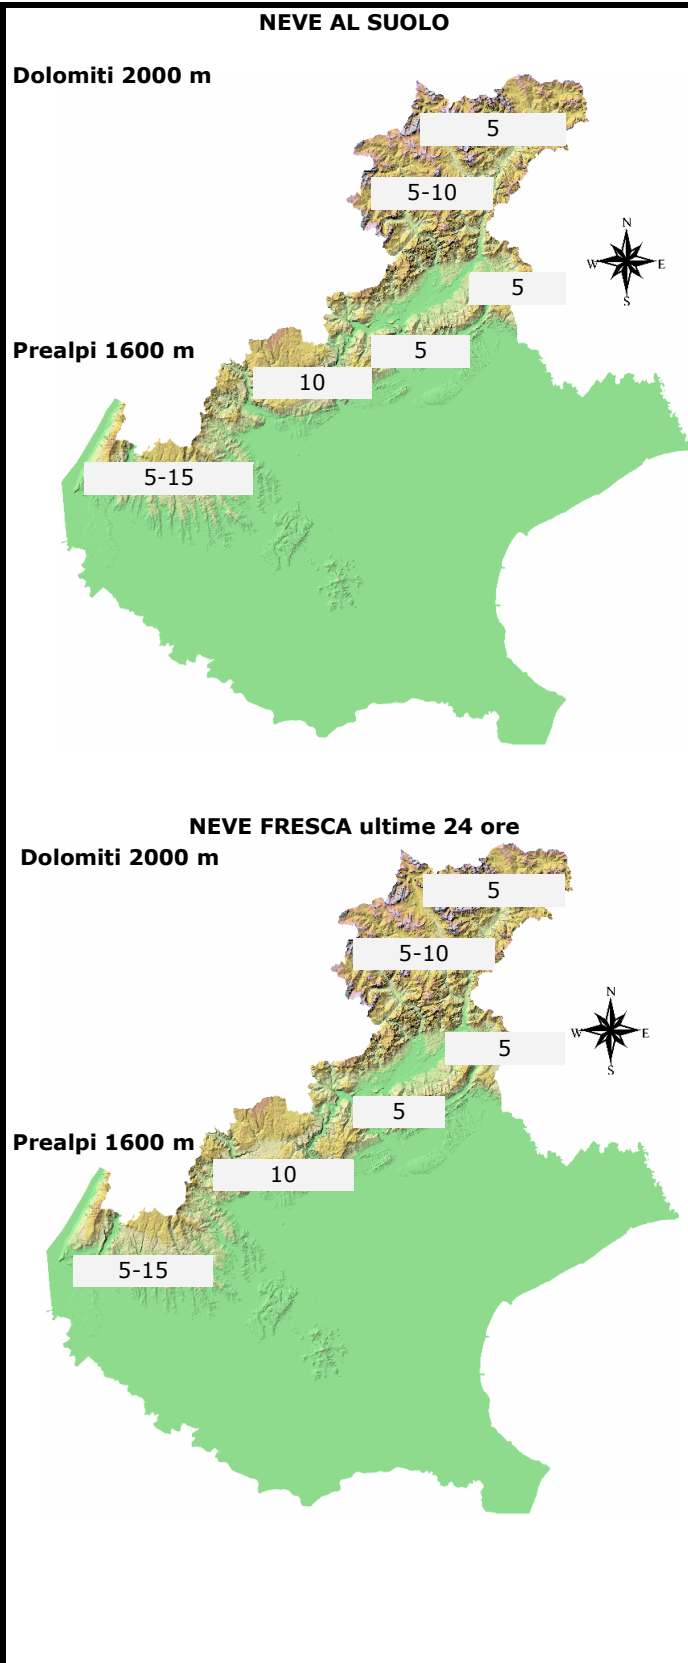 NEVE AL SUOLO
Dolomiti 2000 m
5
5-10
N
W E
S
5
Prealpi 1600 m
5
10
5-15
NEVE FRESCA ultime 24 ore
Dolomiti 2000 m
5
5-10
N
W E
S
5
5
Prealpi 1600 m
10
5-15